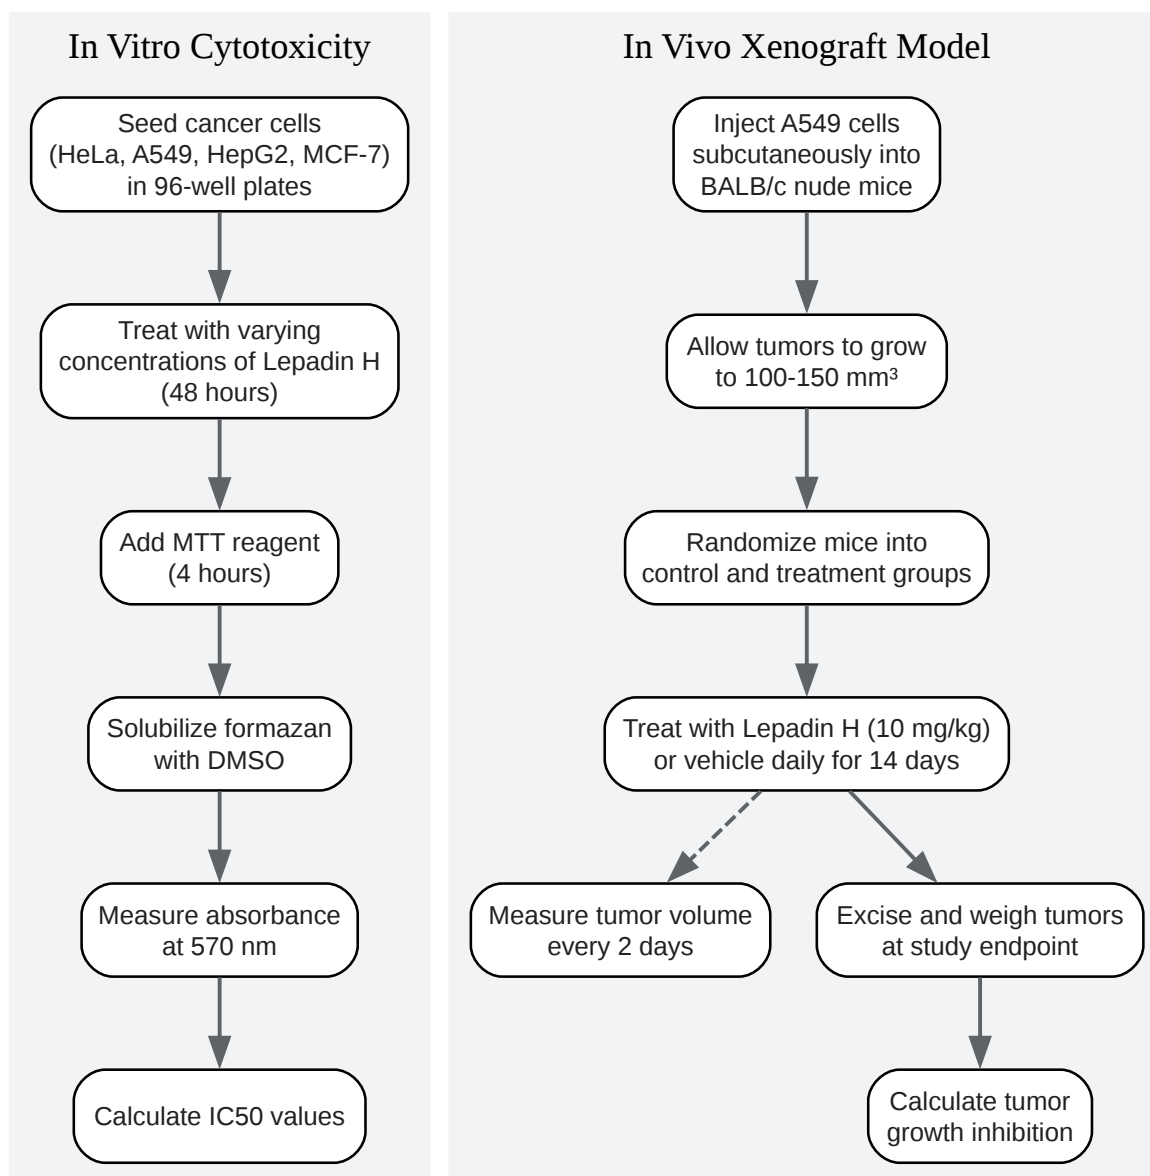 In Vitro Cytotoxicity
Seed cancer cells
(HeLa, A549, HepG2, MCF-7)
in 96-well plates
Treat with varying
concentrations of Lepadin H
(48 hours)
Add MTT reagent
(4 hours)
Solubilize formazan
with DMSO
Measure absorbance
at 570 nm
Calculate IC50 values
In Vivo Xenograft Model
Inject A549 cells
subcutaneously into
BALB/c nude mice
Allow tumors to grow
to 100-150 mm³
Randomize mice into
control and treatment groups
Treat with Lepadin H (10 mg/kg)
or vehicle daily for 14 days
Measure tumor volume
every 2 days
Excise and weigh tumors
at study endpoint
Calculate tumor
growth inhibition